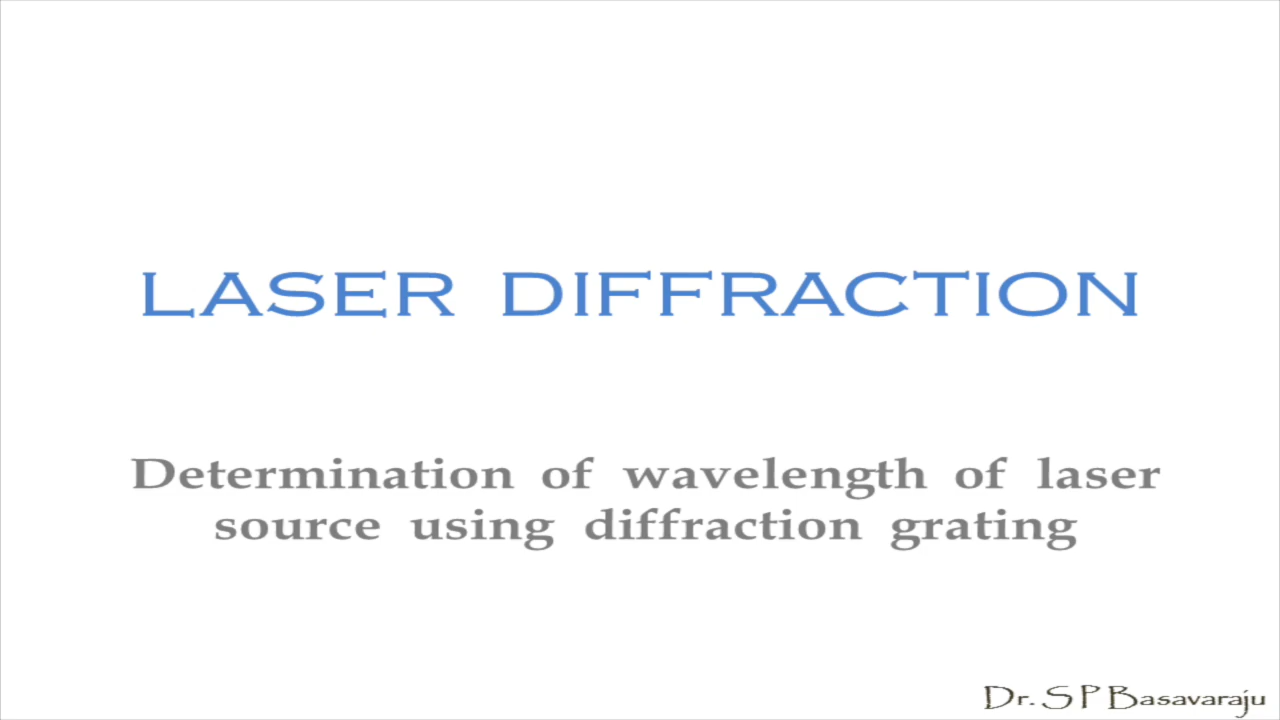 LASER DIFFRACTION
Determination of wavelength of laser
source using diffraction grating
Dr. S P Basavaraju